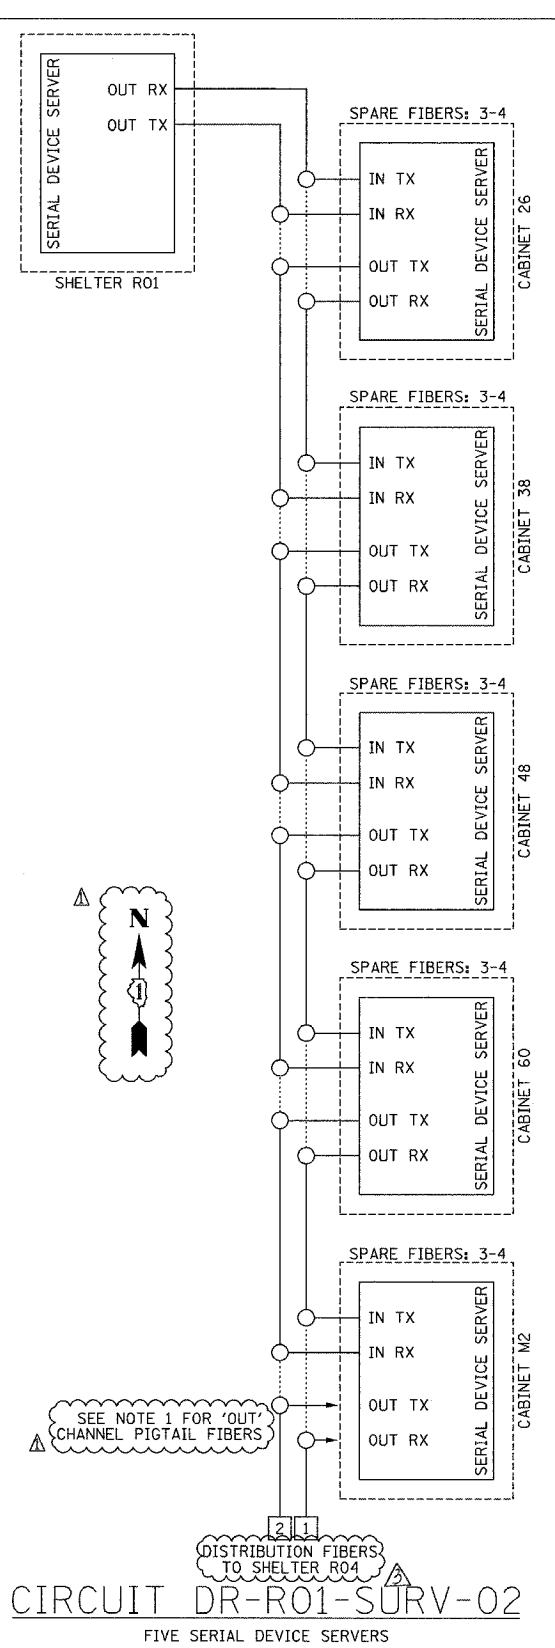 OUT RX
OUT TX
SERIAL DEVICE SERVER
SHELTER R01
SPARE FIBERS: 3-4
IN TX
IN RX
OUT TX
OUT RX
SERIAL DEVICE SERVER
CABINET 26
SPARE FIBERS: 3-4
IN TX
IN RX
OUT TX
OUT RX
SERIAL DEVICE SERVER
CABINET 38
SPARE FIBERS: 3-4
IN TX
IN RX
OUT TX
OUT RX
SERIAL DEVICE SERVER
CABINET 48
1
N
1
SPARE FIBERS: 3-4
IN TX
IN RX
OUT TX
OUT RX
SERIAL DEVICE SERVER
CABINET 60
SPARE FIBERS: 3-4
IN TX
IN RX
OUT TX
OUT RX
SERIAL DEVICE SERVER
CABINET M2
SEE NOTE 1 FOR 'OUT'
CHANNEL PIGTAIL FIBERS
1
2 1
DISTRIBUTION FIBERS
TO SHELTER R04
3
CIRCUIT DR-R01-SURV-02
FIVE SERIAL DEVICE SERVERS